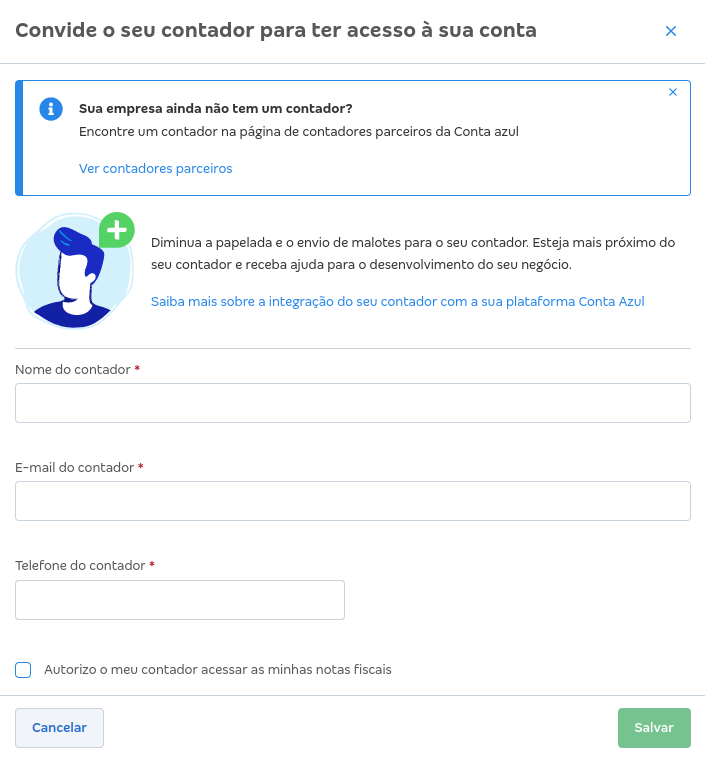 Convide o seu contador para ter acesso à sua conta
Sua empresa ainda não tem um contador?
Encontre um contador na página de contadores parceiros da Conta azul
Ver contadores parceiros
Diminua a papelada e o envio de malotes para o seu contador. Esteja mais próximo do
seu contador e receba ajuda para o desenvolvimento do seu negócio.
Saiba mais sobre a integração do seu contador com a sua plataforma Conta Azul
Nome do contador *
E-mail do contador *
Telefone do contador *
Autorizo o meu contador acessar as minhas notas fiscais
Cancelar
Salvar